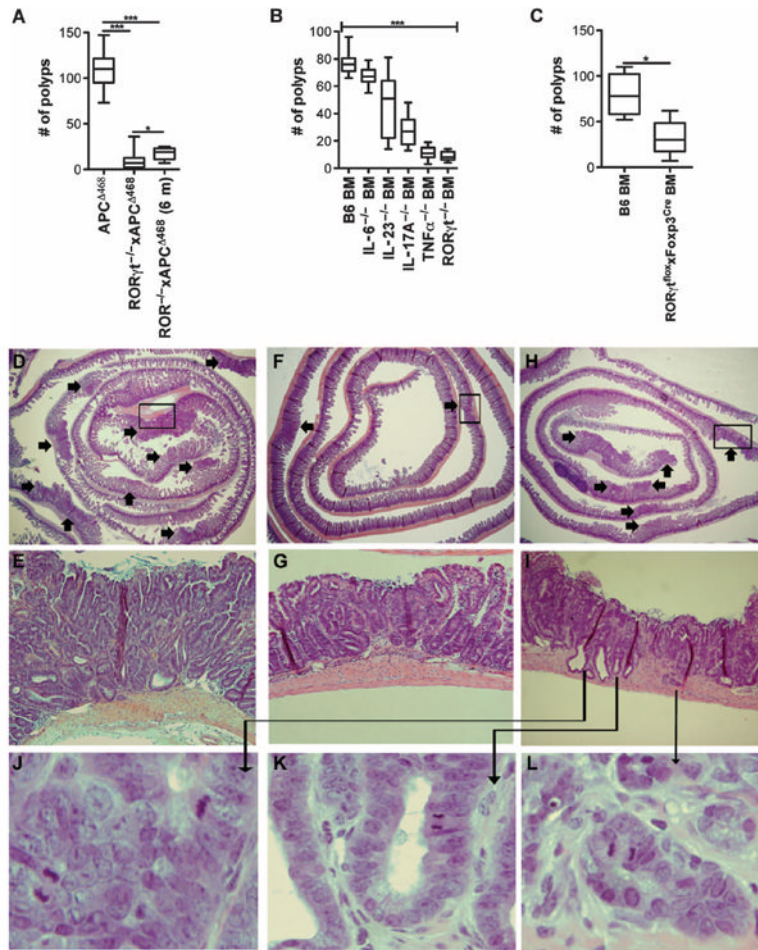 A
# of polyps
150
100
50
0
***
***
*
APC^Δ468
RORγt^−/−xAPC^Δ468
ROR^−/−xAPC^Δ468 (6 m)
B
# of polyps
100
80
60
40
20
0
***
B6 BM
IL-6^−/− BM
IL-23^−/− BM
IL-17A^−/− BM
TNFα^−/− BM
RORγt^−/− BM
C
# of polyps
150
100
50
0
*
B6 BM
RORγt^floxxFoxp3^Cre BM
D
F
H
E
G
I
J
K
L